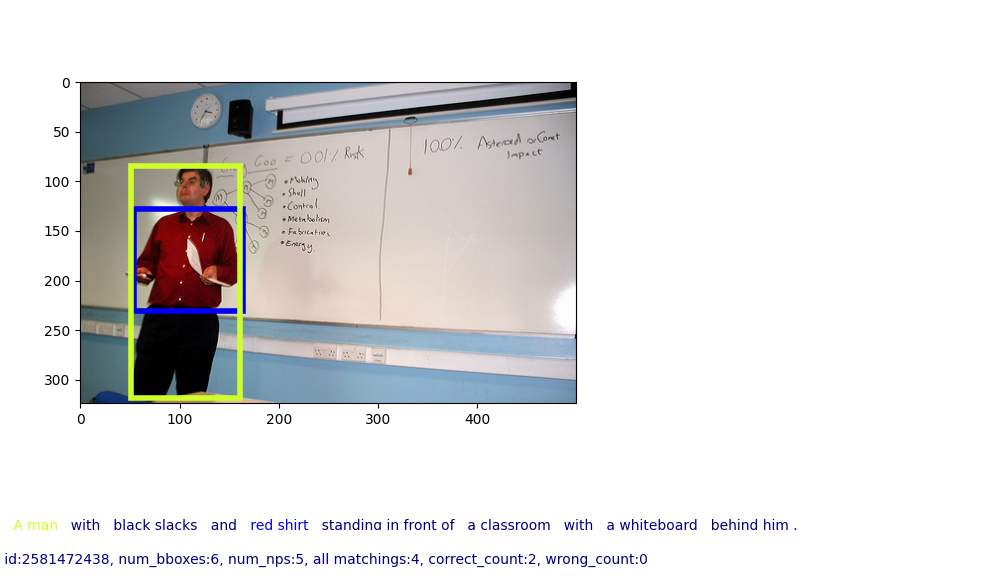 0
50
100
150
200
250
300
0 100 200 300 400
Coo = 0.01% Risk
• Mobility
• Shell
• Control.
• Metabolism
• Fabrication
• Energy.
100% Asteroid or Comet
Impact
A man with black slacks and red shirt standing in front of a classroom with a whiteboard behind him .
id:2581472438, num_bboxes:6, num_nps:5, all matchings:4, correct_count:2, wrong_count:0